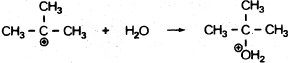 CH₃ CH₃
CH₃-C-CH₃ + H₂O → CH₃-C-CH₃
⊕ ⊕OH₂